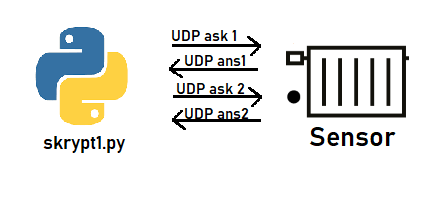 UDP ask 1
UDP ans1
UDP ask 2
UDP ans2
skrypt1.py
Sensor